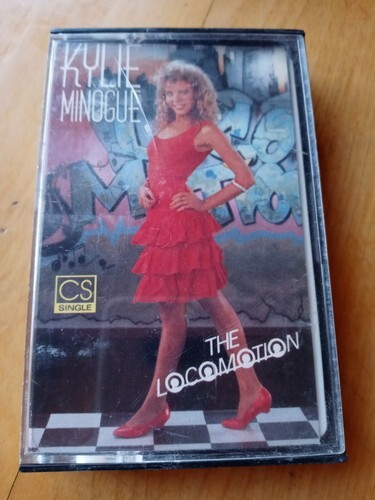 KYLIE
MINOGUE
CS
SINGLE
THE
LOCOMOTION